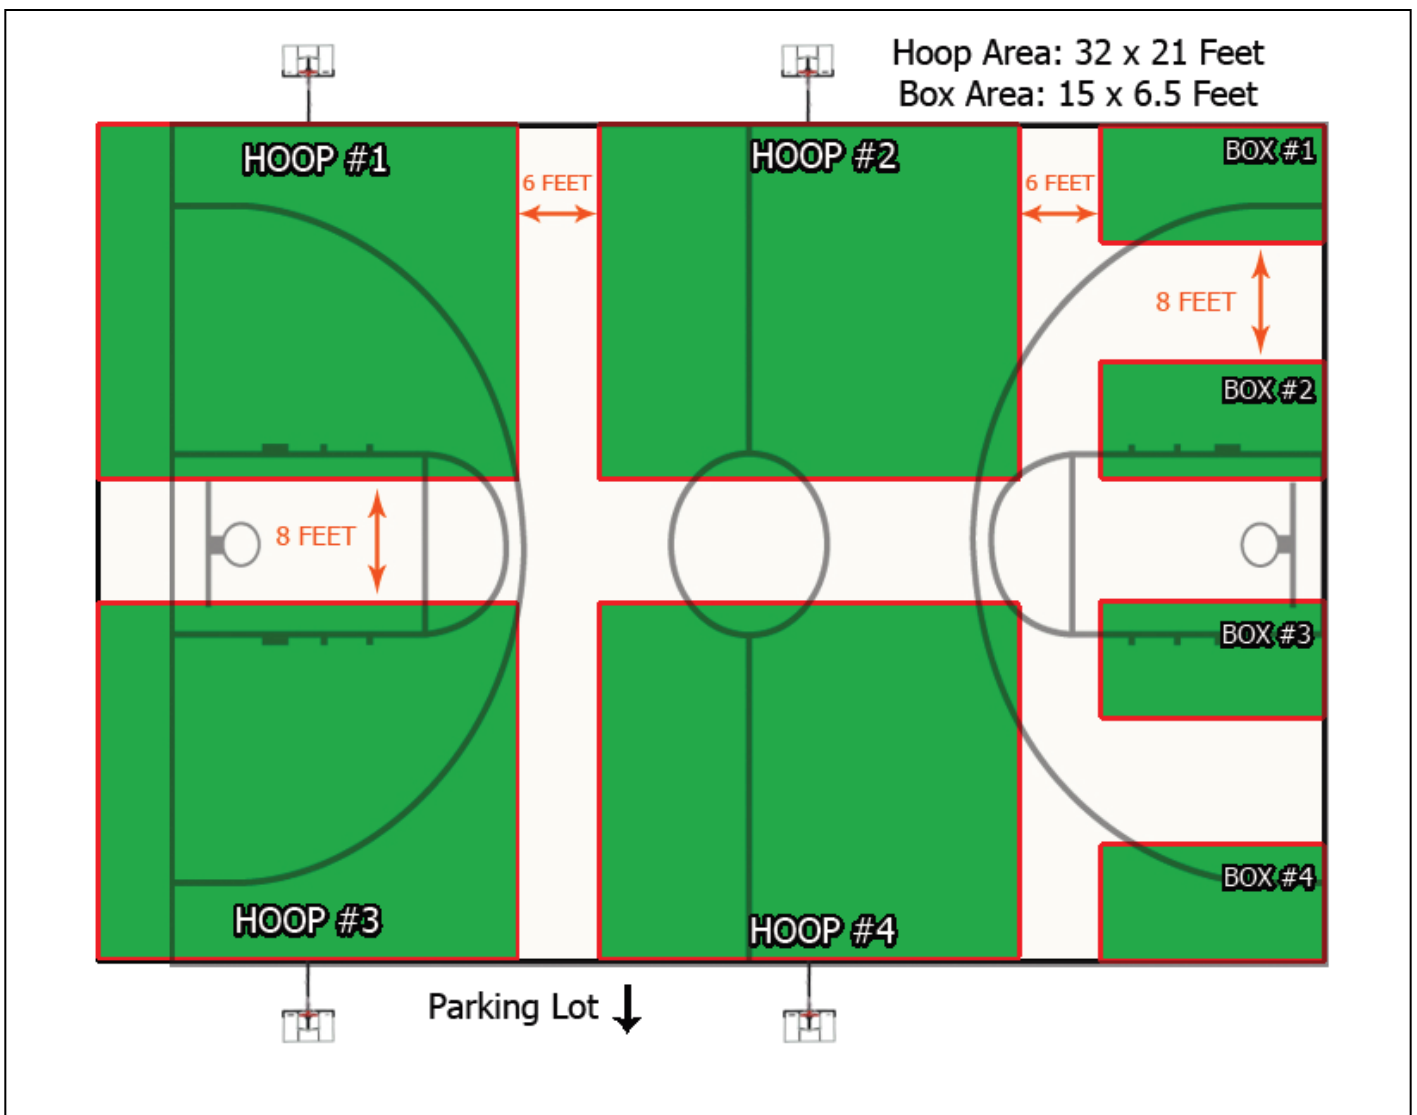 Hoop Area: 32 x 21 Feet
Box Area: 15 x 6.5 Feet
HOOP #1
HOOP #2
BOX #1
6 FEET
6 FEET
8 FEET
BOX #2
8 FEET
BOX #3
BOX #4
HOOP #3
HOOP #4
Parking Lot